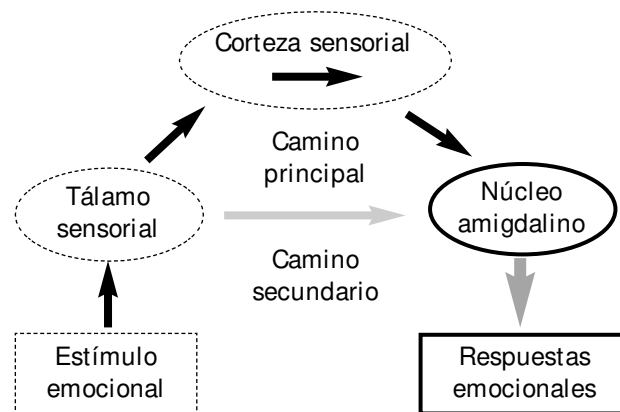 Corteza sensorial
Camino
principal
Tálamo
sensorial
Núcleo
amigdalino
Camino
secundario
Estímulo
emocional
Respuestas
emocionales